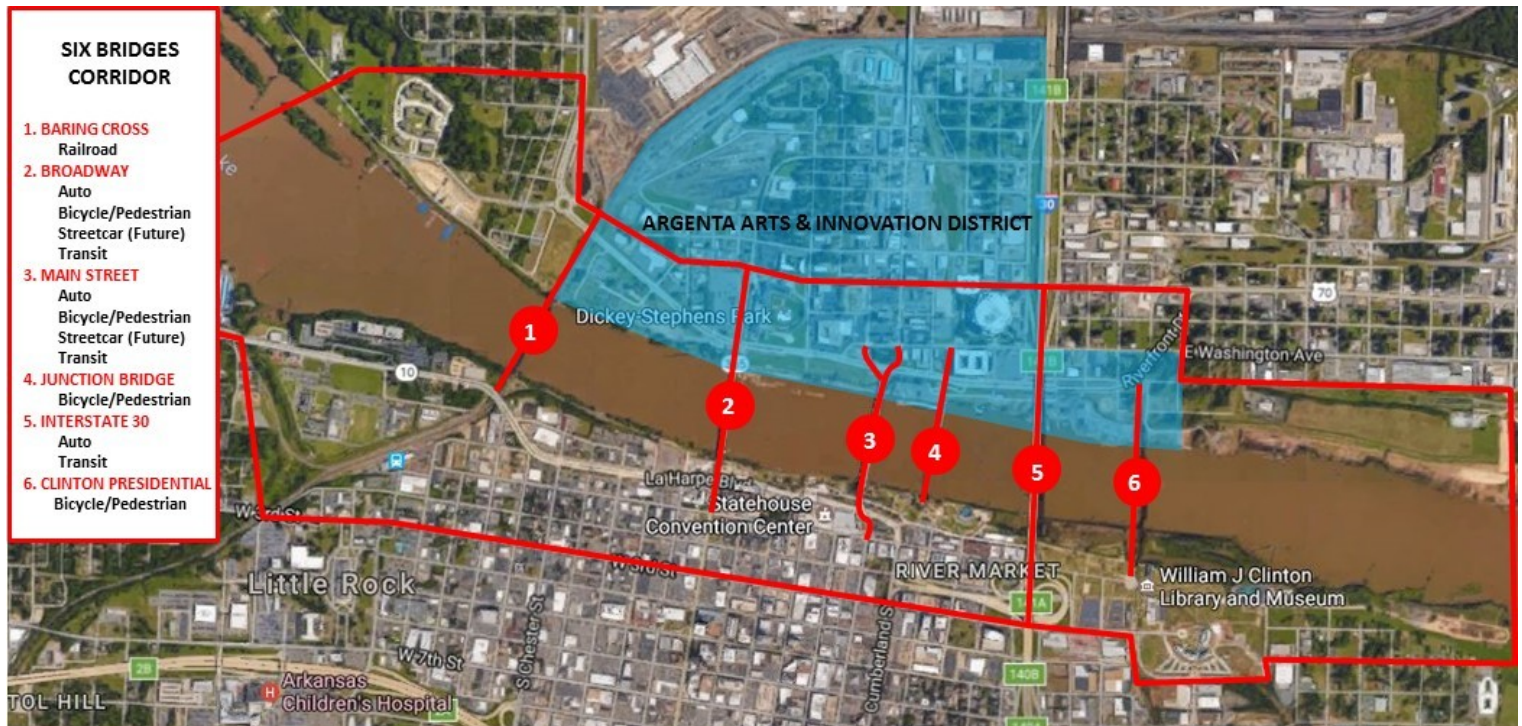 SIX BRIDGES
CORRIDOR
1. BARING CROSS
Railroad
2. BROADWAY
Auto
Bicycle/Pedestrian
Streetcar (Future)
Transit
3. MAIN STREET
Auto
Bicycle/Pedestrian
Streetcar (Future)
Transit
4. JUNCTION BRIDGE
Bicycle/Pedestrian
5. INTERSTATE 30
Auto
Transit
6. CLINTON PRESIDENTIAL
Bicycle/Pedestrian
141B
30
ARGENTA ARTS & INNOVATION DISTRICT
70
Dickey-Stephens Park
1
2
3
4
5
6
Riverfront Dr
E Washington Ave
10
La Harpe Blvd
Statehouse
Convention Center
W 3rd St
W 3rd St
RIVER MARKET
William J Clinton
Library and Museum
Little Rock
141A
S Chester St
Cumberland S
W 7th St
2B
140B
H
Arkansas
Children's Hospital
TOL HILL